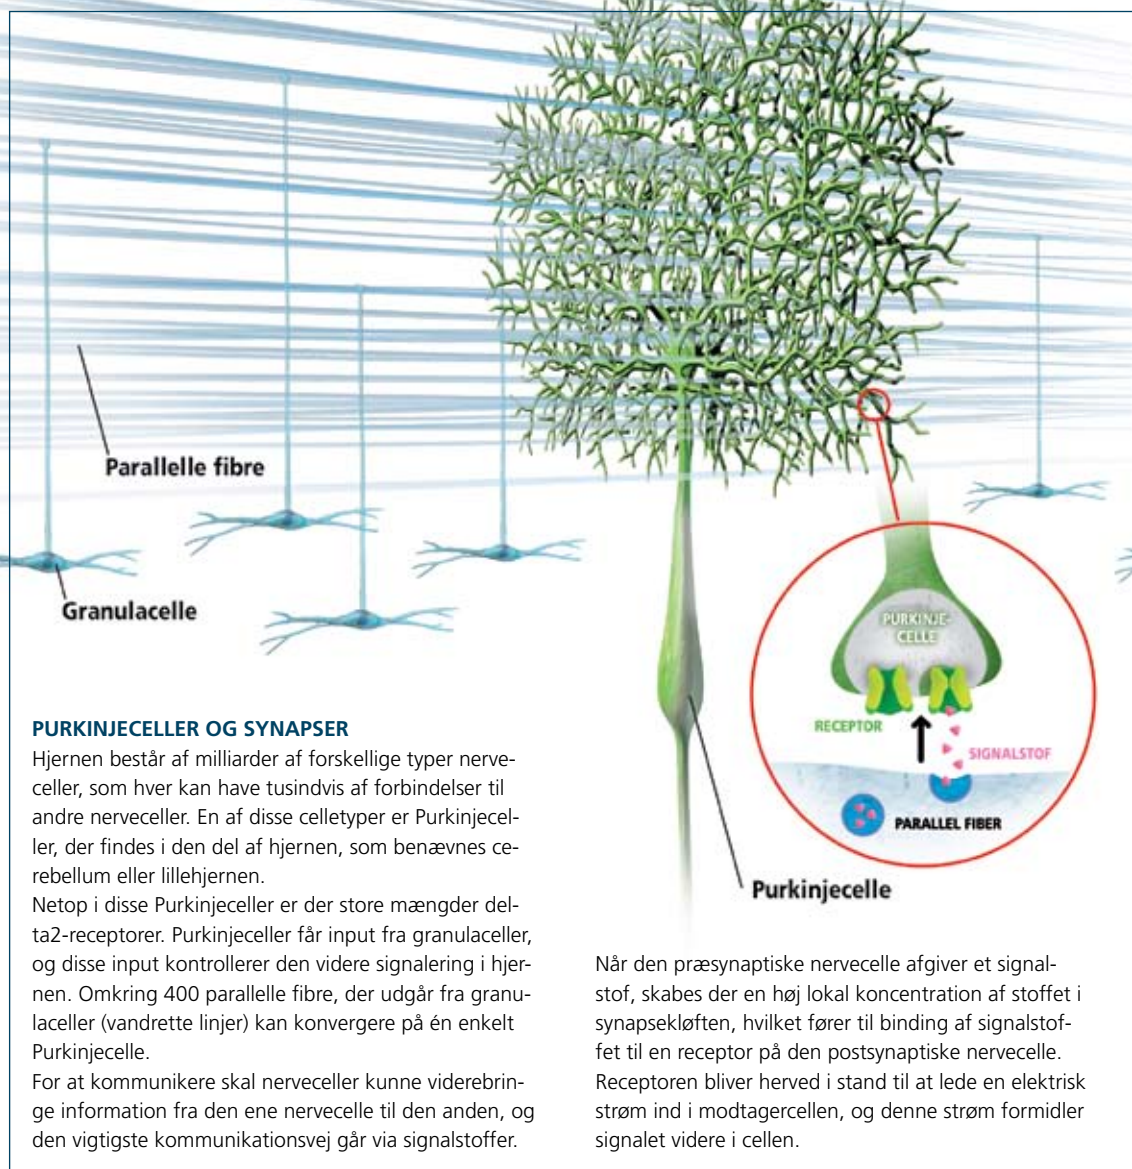 Parallelle fibre
Granulacelle
PURKINJE-
CELLE
RECEPTOR
SIGNALSTOF
PARALLEL FIBER
Purkinjecelle
PURKINJECELLER OG SYNAPSER
Hjernen består af milliarder af forskellige typer nerve-
celler, som hver kan have tusindvis af forbindelser til
andre nerveceller. En af disse celletyper er Purkinjecel-
ler, der findes i den del af hjernen, som benævnes ce-
rebellum eller lillehjernen.
Netop i disse Purkinjeceller er der store mængder del-
ta2-receptorer. Purkinjeceller får input fra granulaceller,
og disse input kontrollerer den videre signalering i hjer-
nen. Omkring 400 parallelle fibre, der udgår fra granu-
laceller (vandrette linjer) kan konvergere på én enkelt
Purkinjecelle.
For at kommunikere skal nerveceller kunne viderebrin-
ge information fra den ene nervecelle til den anden, og
den vigtigste kommunikationsvej går via signalstoffer.
Når den præsynaptiske nervecelle afgiver et signal-
stof, skabes der en høj lokal koncentration af stoffet i
synapsekløften, hvilket fører til binding af signalstof-
fet til en receptor på den postsynaptiske nervecelle.
Receptoren bliver herved i stand til at lede en elektrisk
strøm ind i modtagercellen, og denne strøm formidler
signalet videre i cellen.